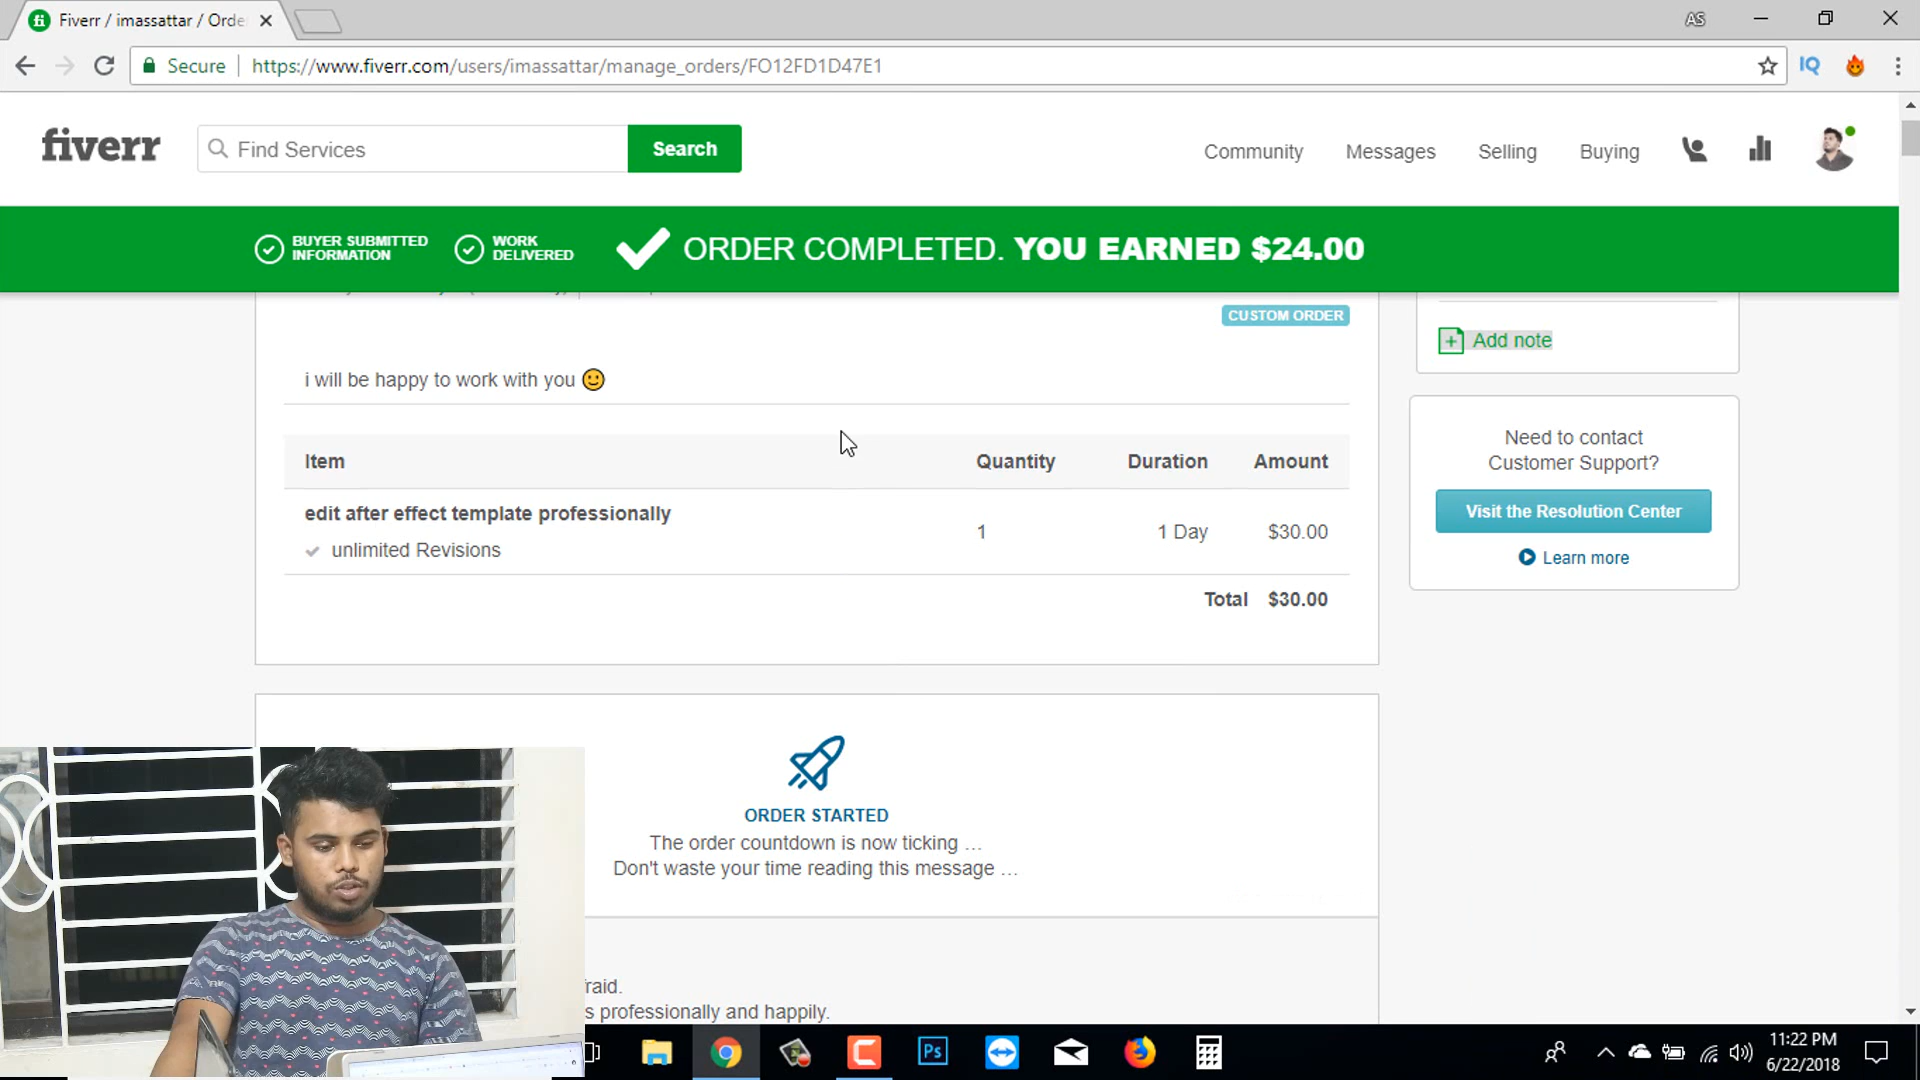 Fiverr / imassattar / Orde
AS
Secure
https://www.fiverr.com/users/imassattar/manage_orders/FO12FD1D47E1
IQ
fiverr
Find Services
Search
Community
Messages
Selling
Buying
BUYER SUBMITTED
INFORMATION
WORK
DELIVERED
ORDER COMPLETED. YOU EARNED $24.00
CUSTOM ORDER
Add note
i will be happy to work with you
Need to contact
Customer Support?
Visit the Resolution Center
Learn more
Item Quantity Duration Amount
edit after effect template professionally
unlimited Revisions
1 1 Day $30.00
Total $30.00
ORDER STARTED
The order countdown is now ticking ...
Don't waste your time reading this message ...
raid.
s professionally and happily.
Ps
11:22 PM
6/22/2018